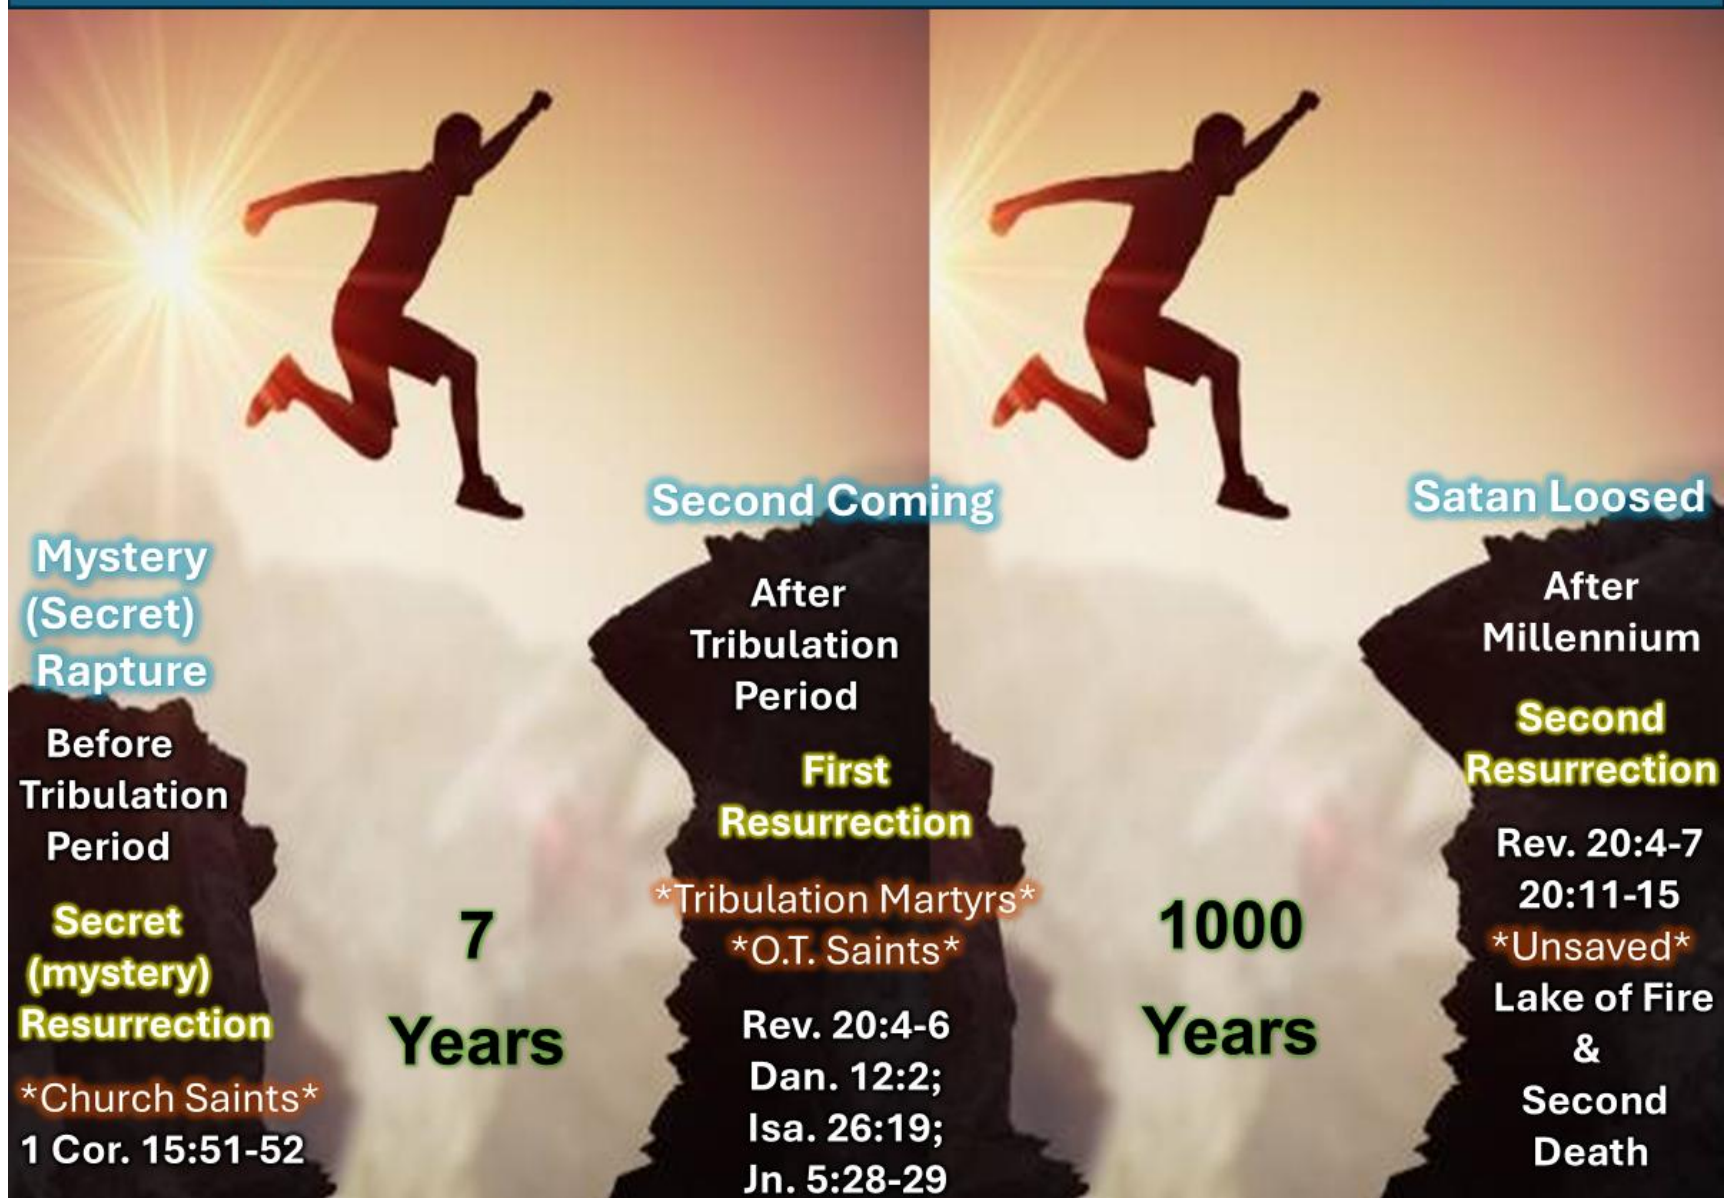 Mystery
(Secret)
Rapture
Before
Tribulation
Period
Secret
(mystery)
Resurrection
*Church Saints*
1 Cor. 15:51-52
7
Years
Second Coming
After
Tribulation
Period
First
Resurrection
*Tribulation Martyrs*
*O.T. Saints*
Rev. 20:4-6
Dan. 12:2;
Isa. 26:19;
Jn. 5:28-29
1000
Years
Satan Loosed
After
Millennium
Second
Resurrection
Rev. 20:4-7
20:11-15
*Unsaved*
Lake of Fire
&
Second
Death